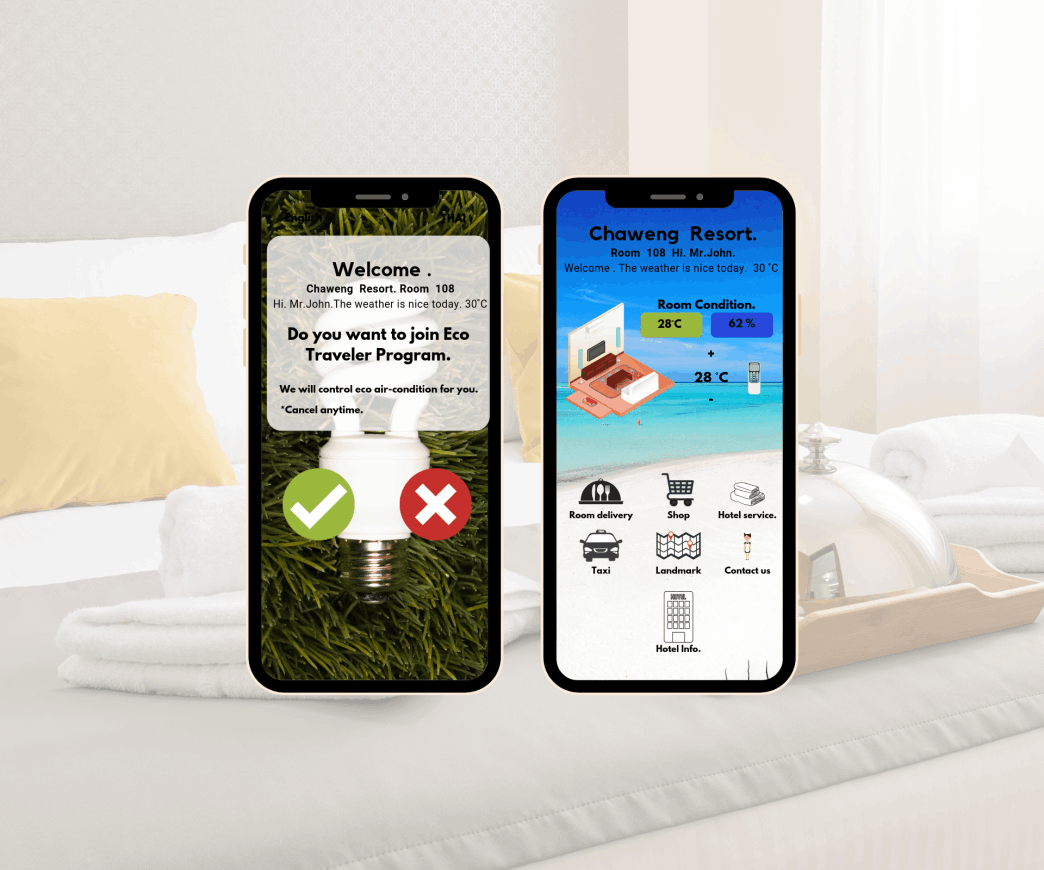 English
THAI
Welcome .
Chaweng Resort. Room 108
Hi. Mr.John.The weather is nice today. 30°C
Do you want to join Eco
Traveler Program.
We will control eco air-condition for you.
*Cancel anytime.
Chaweng Resort.
Room 108 Hi. Mr.John.
Welcome . The weather is nice today. 30 °C
Room Condition.
28°C
62 %
+
28 °C
-
Room delivery
Shop
Hotel service.
Taxi
Landmark
Contact us
HOTEL
Hotel Info.